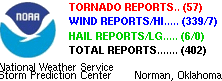 NOAA
TORNADO REPORTS.. (57)
WIND REPORTS/HI..... (339/7)
HAIL REPORTS/LG..... (6/0)
TOTAL REPORTS....... (402)
National Weather Service
Storm Prediction Center Norman, Oklahoma